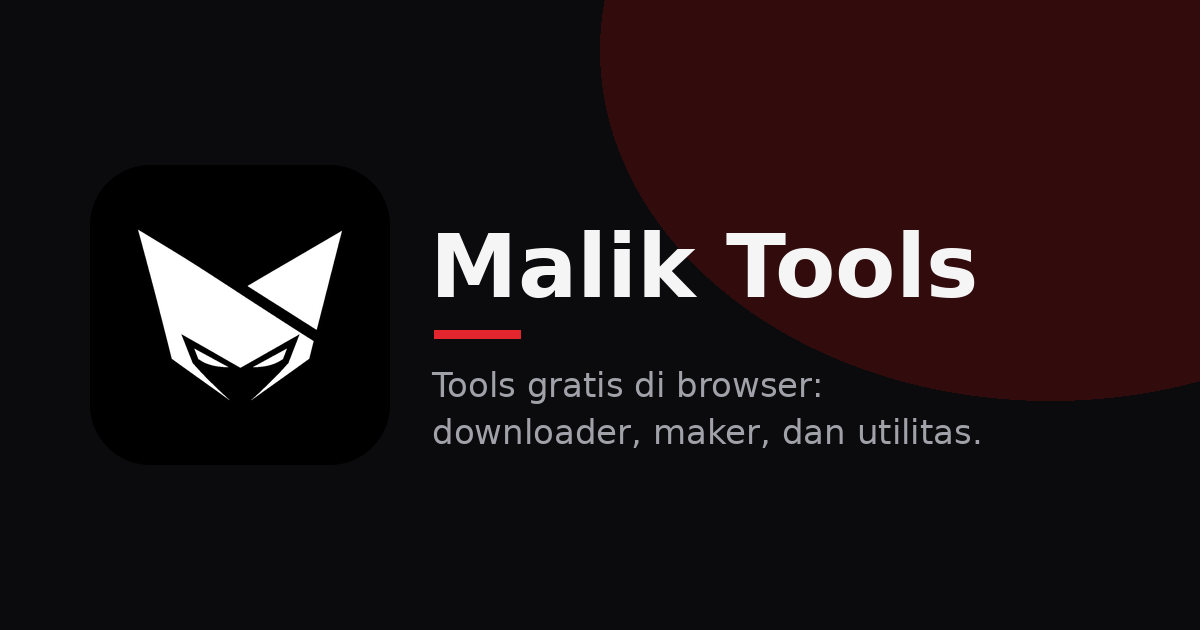 Malik Tools
Tools gratis di browser:
downloader, maker, dan utilitas.